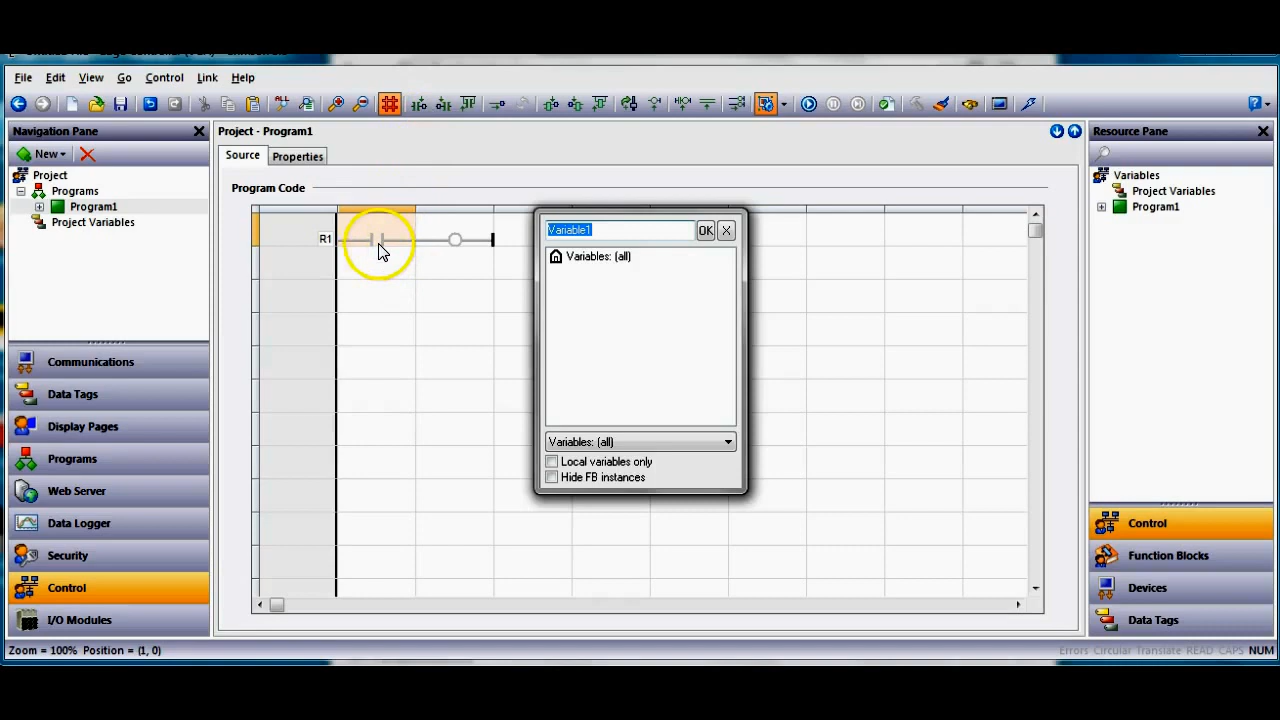 File Edit View Go Control Link Help
Navigation Pane
Project - Program1
Resource Pane
New
Source Properties
Project
Programs
Program1
Project Variables
Program Code
Variables
Project Variables
Program1
R1
Variable1 OK
Variables: (all)
Variables: (all)
Local variables only
Hide FB instances
Communications
Data Tags
Display Pages
Programs
Web Server
Data Logger
Security
Control
I/O Modules
Control
Function Blocks
Devices
Data Tags
Zoom = 100% Position = (1, 0)
Errors Circular Translate READ CAPS NUM